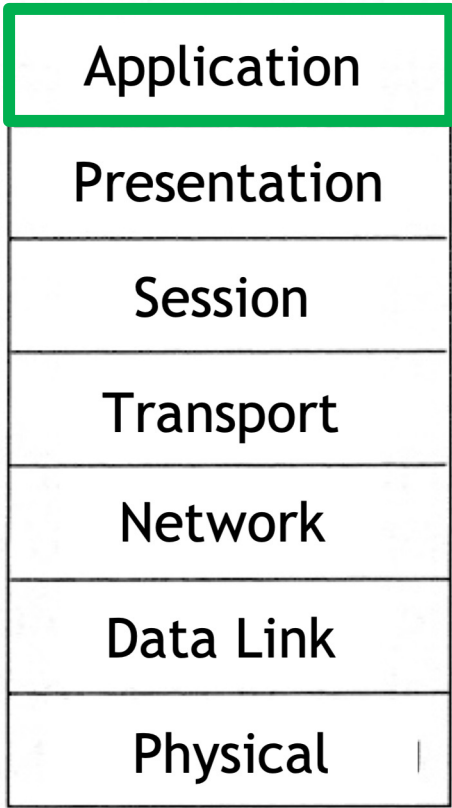 Application
Presentation
Session
Transport
Network
Data Link
Physical